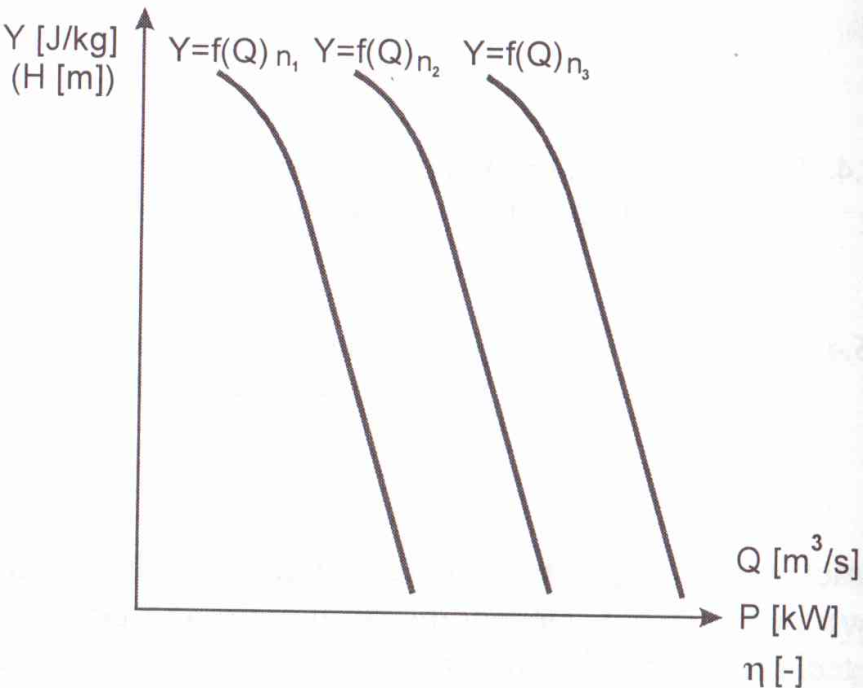 Y [J/kg]
(H [m])
Y=f(Q) n₁
Y=f(Q) n₂
Y=f(Q) n₃
Q [m³/s]
P [kW]
η [-]